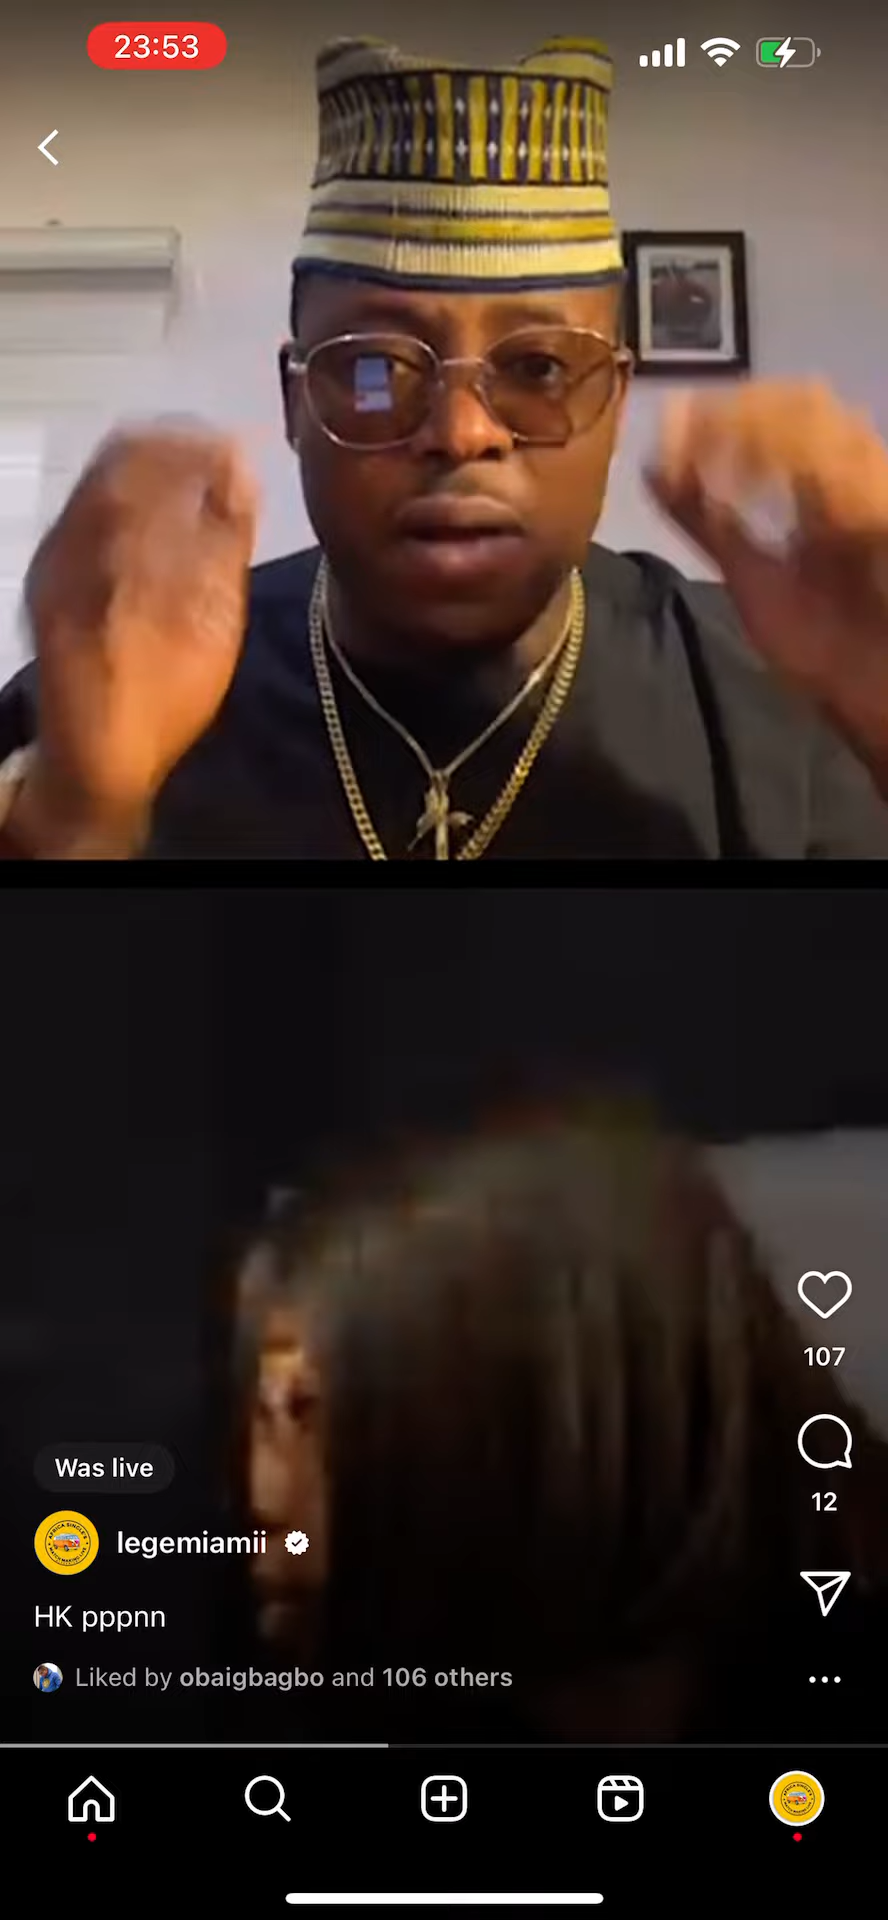 23:53
107
12
Was live
legemiamii
HK pppnn
Liked by obaigbagbo and 106 others